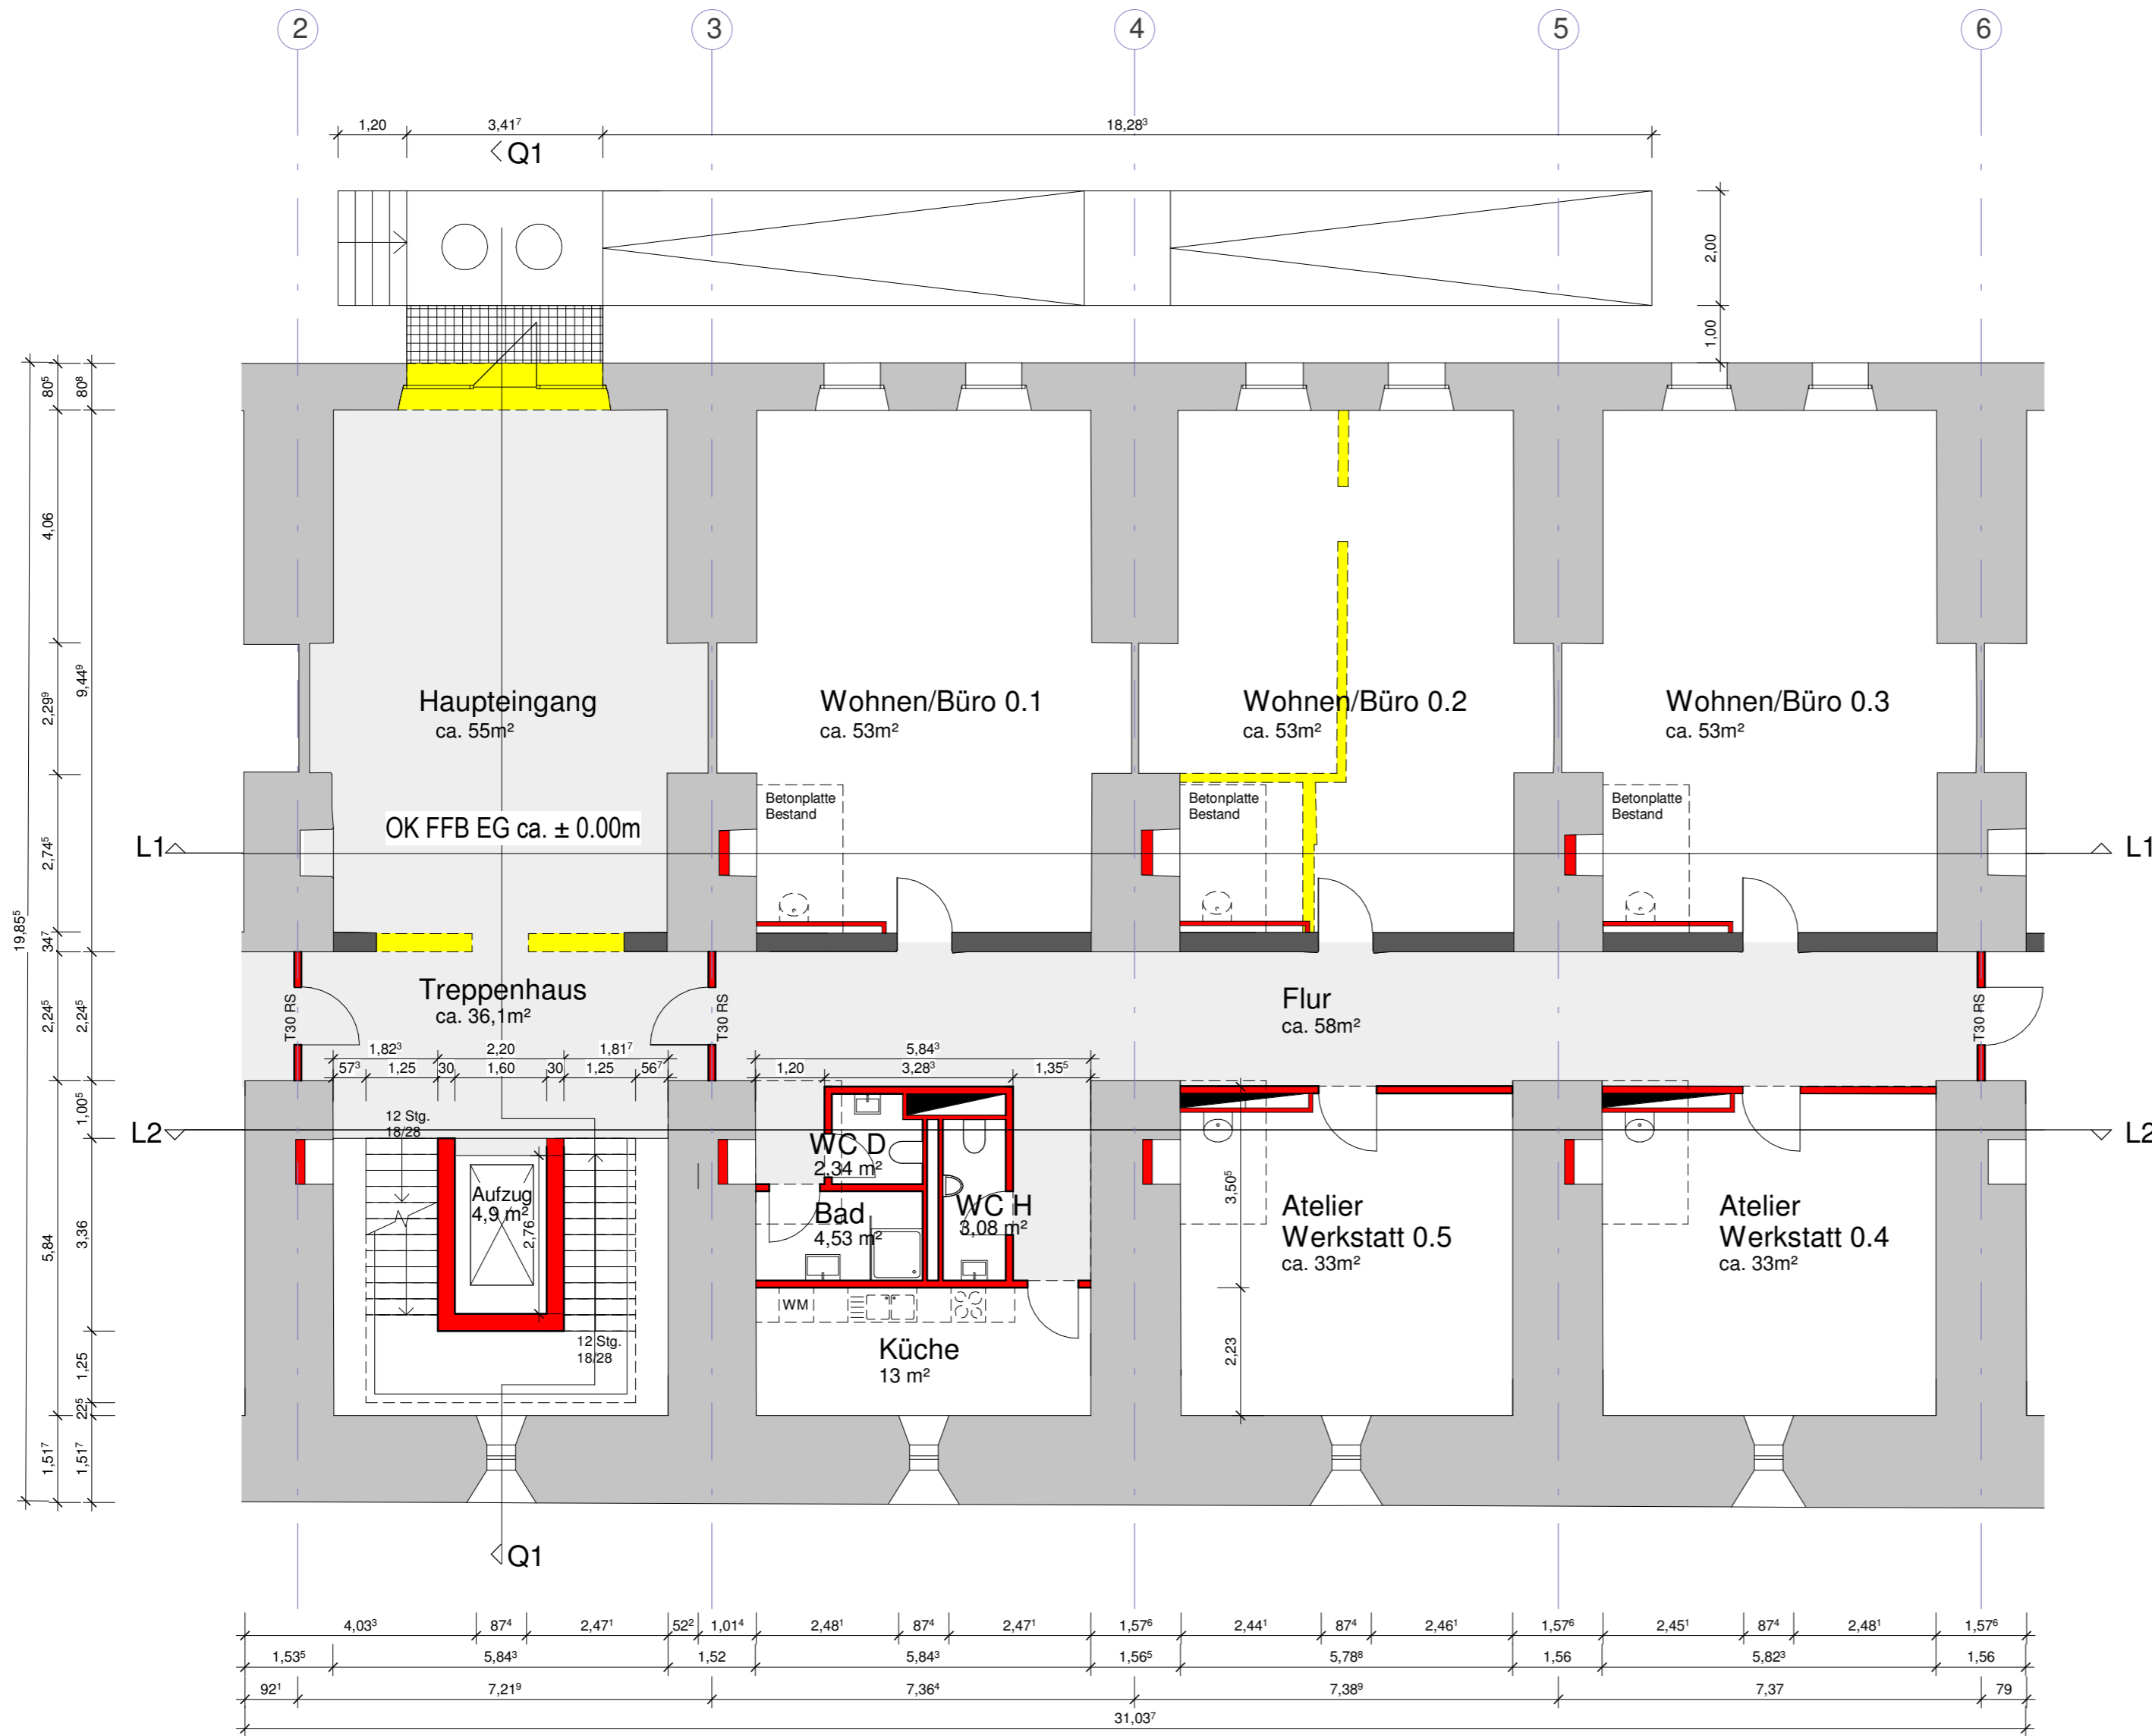 2 3 4 5 6
1,20 3,41⁷ 18,28³
Q1
2,00
1,00
80⁵ 80⁸
4,06
9,44⁹
2,29⁹
2,74⁵
19,85⁵
34⁷
2,24⁵ 2,24⁵
1,00⁵
5,84 3,36
1,25
22⁵
1,51⁷ 1,51⁷
Haupteingang
ca. 55m²
Wohnen/Büro 0.1
ca. 53m²
Wohnen/Büro 0.2
ca. 53m²
Wohnen/Büro 0.3
ca. 53m²
Betonplatte
Bestand
Betonplatte
Bestand
Betonplatte
Bestand
OK FFB EG ca. ± 0.00m
L1 L1
Treppenhaus
ca. 36,1m²
Flur
ca. 58m²
T30 RS T30 RS T30 RS
1,82³ 2,20 1,81⁷ 5,84³
57³ 1,25 30 1,60 30 1,25 56⁷ 1,20 3,28³ 1,35⁵
12 Stg.
18/28
L2 L2
WC D
2,34 m²
Aufzug
4,9 m²
2,76
Bad
4,53 m²
WC H
3,08 m²
3,50⁵
Atelier
Werkstatt 0.5
ca. 33m²
Atelier
Werkstatt 0.4
ca. 33m²
WM
12 Stg.
18/28
Küche
13 m²
2,23
Q1
4,03³ 87⁴ 2,47¹ 52² 1,01⁴ 2,48¹ 87⁴ 2,47¹ 1,57⁶ 2,44¹ 87⁴ 2,46¹ 1,57⁶ 2,45¹ 87⁴ 2,48¹ 1,57⁶
1,53⁵ 5,84³ 1,52 5,84³ 1,56⁵ 5,78⁸ 1,56 5,82³ 1,56
92¹ 7,21⁹ 7,36⁴ 7,38⁹ 7,37 79
31,03⁷